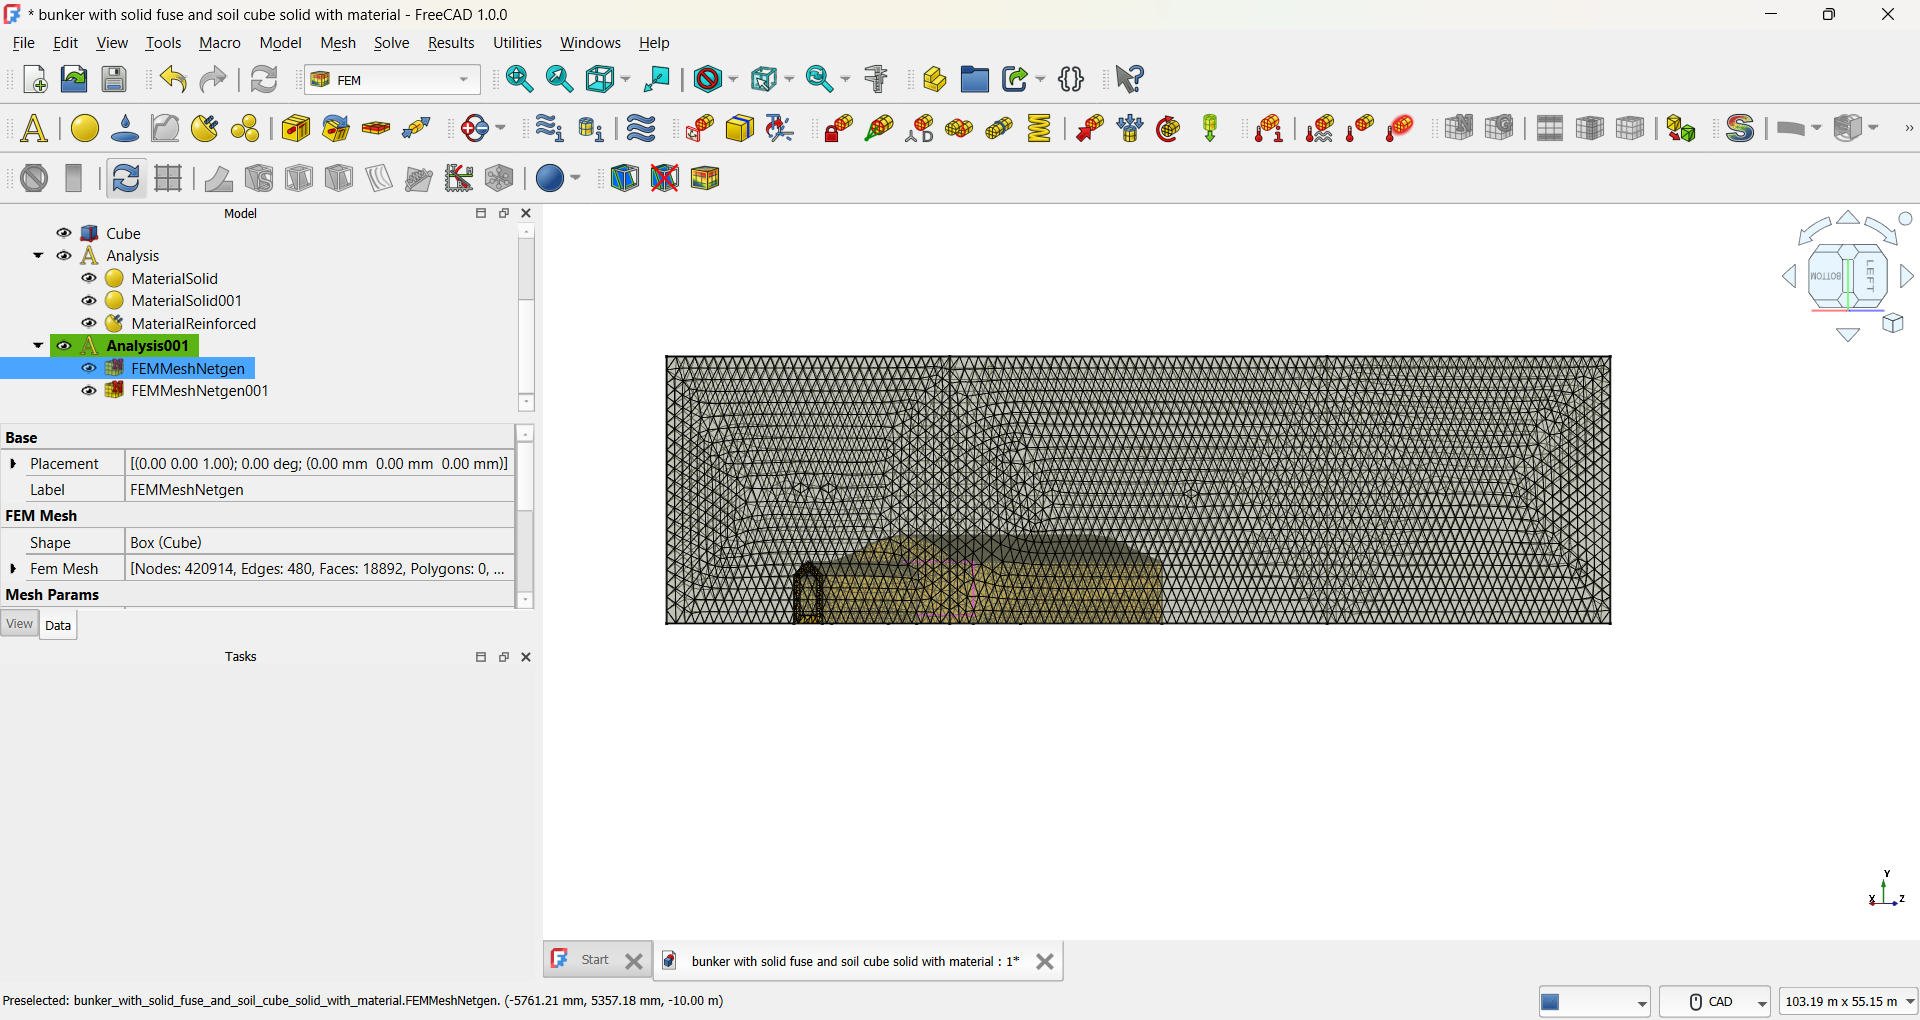 * bunker with solid fuse and soil cube solid with material - FreeCAD 1.0.0
File Edit View Tools Macro Model Mesh Solve Results Utilities Windows Help
FEM
Model
Cube
Analysis
MaterialSolid
MaterialSolid001
MaterialReinforced
Analysis001
FEMMeshNetgen
FEMMeshNetgen001
Base
Placement [(0.00 0.00 1.00); 0.00 deg; (0.00 mm 0.00 mm 0.00 mm)]
Label FEMMeshNetgen
FEM Mesh
Shape Box (Cube)
Fem Mesh [Nodes: 420914, Edges: 480, Faces: 18892, Polygons: 0, ...
Mesh Params
View Data
Tasks
BOTTOM LEFT
Y
X Z
Start bunker with solid fuse and soil cube solid with material : 1*
Preselected: bunker_with_solid_fuse_and_soil_cube_solid_with_material.FEMMeshNetgen. (-5761.21 mm, 5357.18 mm, -10.00 m)
CAD 103.19 m x 55.15 m